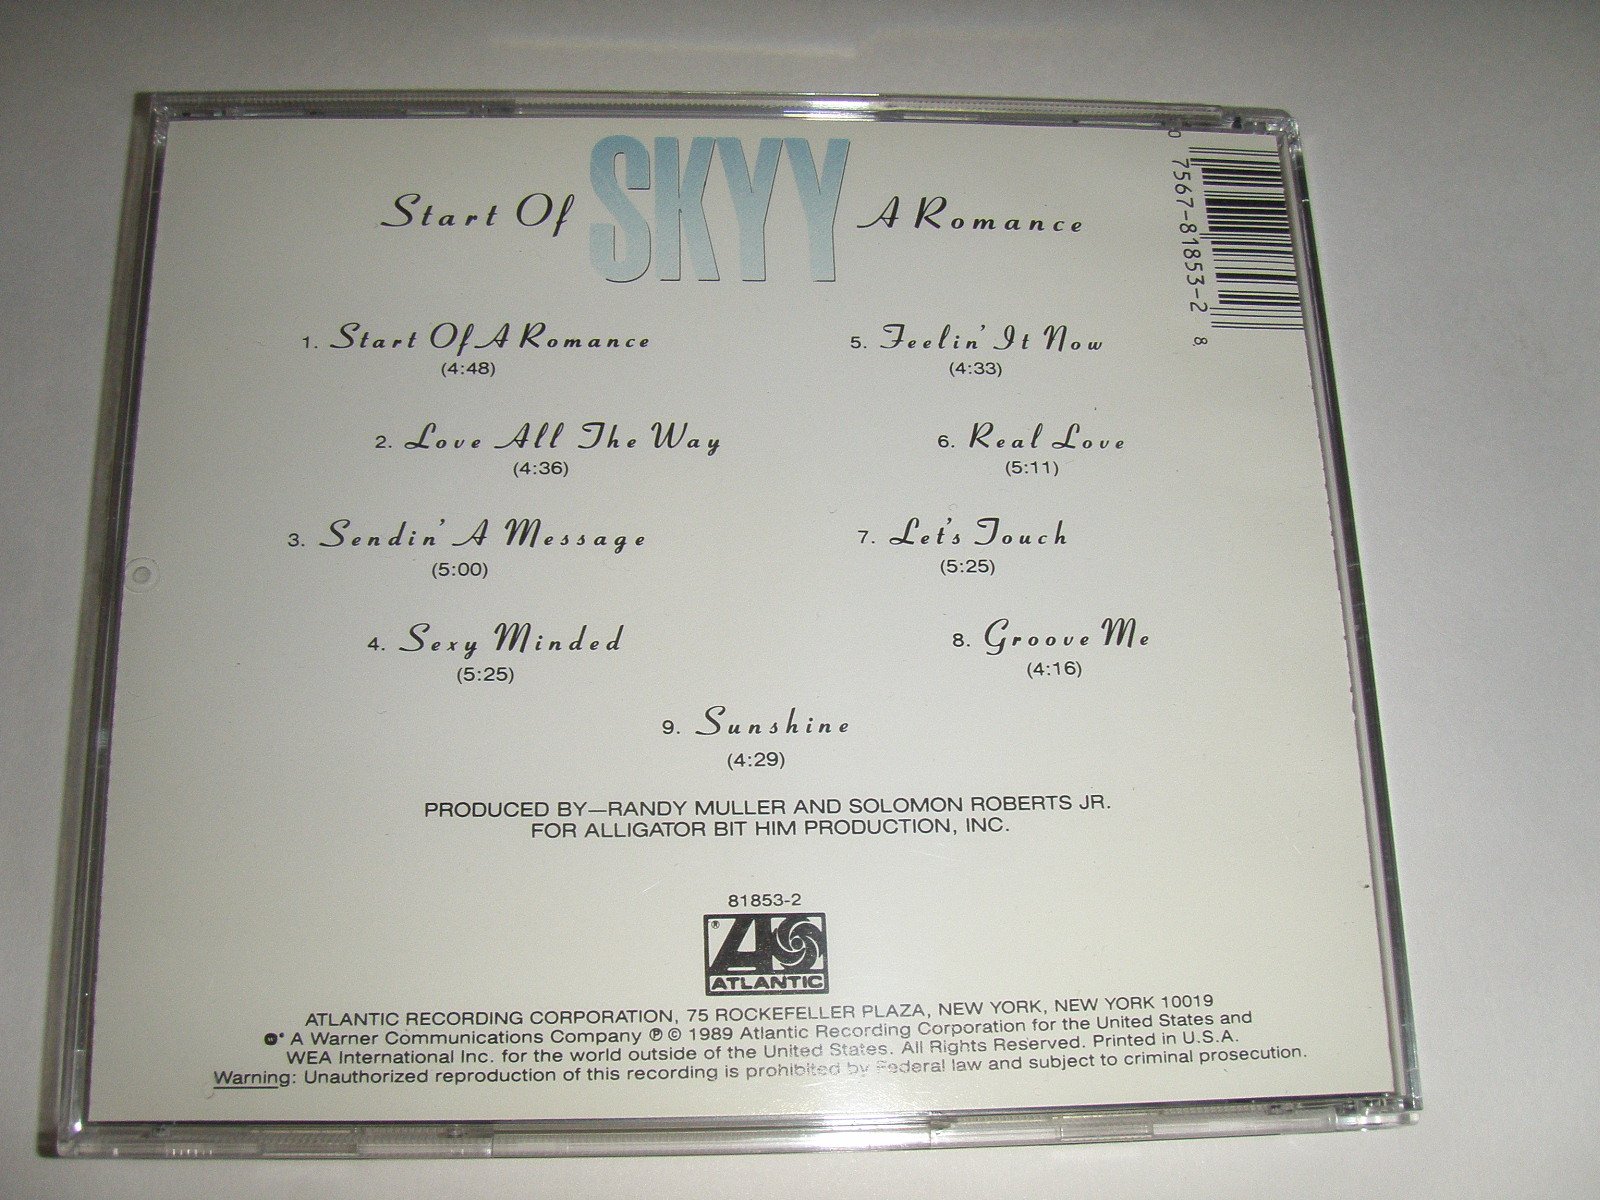 Start Of SKYY A Romance
0 7567-81853-2 8
1. Start Of A Romance
(4:48)
2. Love All The Way
(4:36)
3. Sendin' A Message
(5:00)
4. Sexy Minded
(5:25)
5. Feelin' It Now
(4:33)
6. Real Love
(5:11)
7. Let's Touch
(5:25)
8. Groove Me
(4:16)
9. Sunshine
(4:29)
PRODUCED BY—RANDY MULLER AND SOLOMON ROBERTS JR.
FOR ALLIGATOR BIT HIM PRODUCTION, INC.
81853-2
®
ATLANTIC
ATLANTIC RECORDING CORPORATION, 75 ROCKEFELLER PLAZA, NEW YORK, NEW YORK 10019
A Warner Communications Company ℗ © 1989 Atlantic Recording Corporation for the United States and
WEA International Inc. for the world outside of the United States. All Rights Reserved. Printed in U.S.A.
Warning: Unauthorized reproduction of this recording is prohibited by Federal law and subject to criminal prosecution.